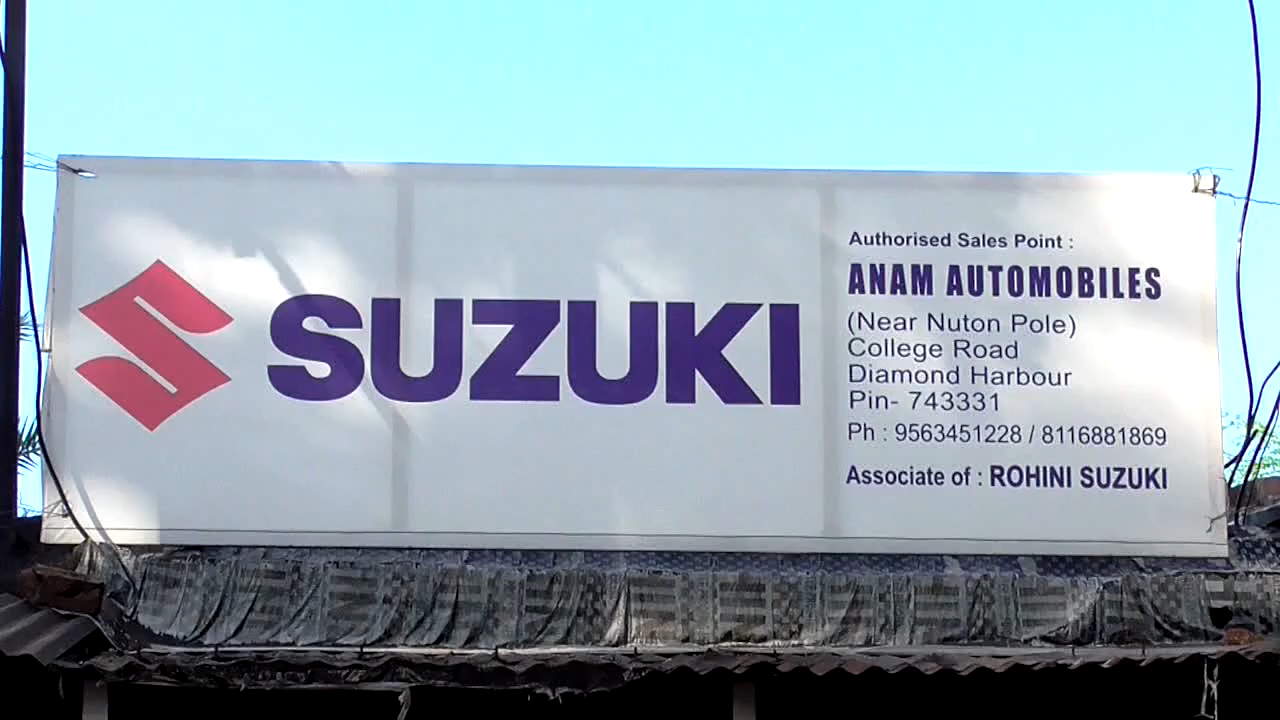 SUZUKI
Authorised Sales Point :
ANAM AUTOMOBILES
(Near Nuton Pole)
College Road
Diamond Harbour
Pin- 743331
Ph : 9563451228 / 8116881869
Associate of : ROHINI SUZUKI